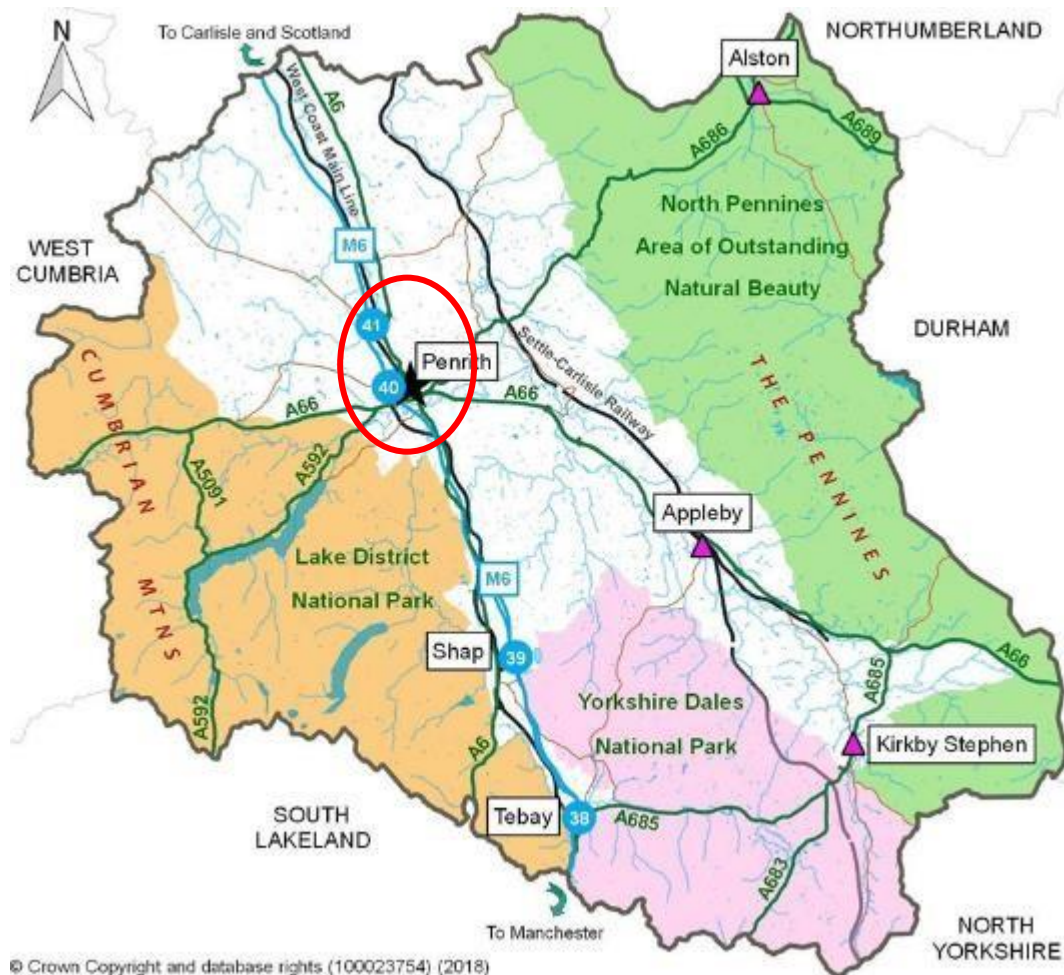 N
To Carlisle and Scotland
NORTHUMBERLAND
Alston
A6
West Coast Main Line
A686
A689
North Pennines
Area of Outstanding
Natural Beauty
WEST
CUMBRIA
M6
DURHAM
41
Penrith
Settle-Carlisle Railway
40
A66
A66
CUMBRIAN
MTNS
THE PENNINES
A592
A5091
Appleby
Lake District
National Park
M6
Shap
39
A685
A66
Yorkshire Dales
National Park
A592
Kirkby Stephen
A6
SOUTH
LAKELAND
Tebay
38
A685
A683
To Manchester
NORTH
YORKSHIRE
© Crown Copyright and database rights (100023754) (2018)